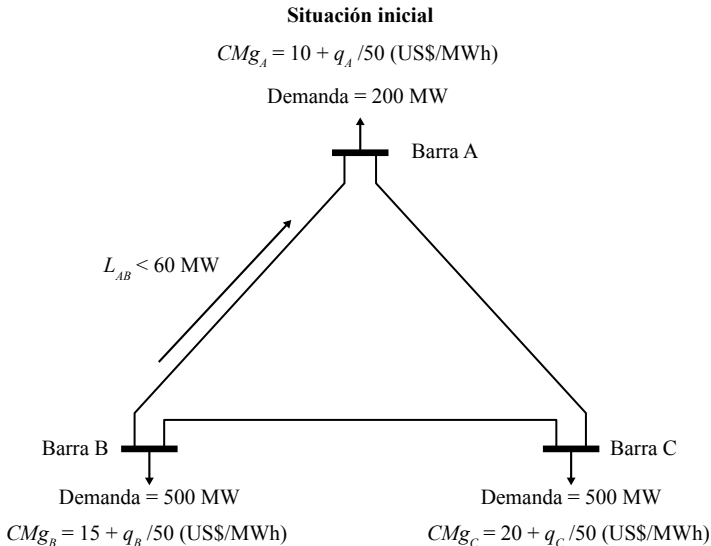 Situación inicial
CMg_A = 10 + q_A /50 (US$/MWh)
Demanda = 200 MW
Barra A
L_AB < 60 MW
Barra B
Barra C
Demanda = 500 MW
Demanda = 500 MW
CMg_B = 15 + q_B /50 (US$/MWh)
CMg_C = 20 + q_C /50 (US$/MWh)